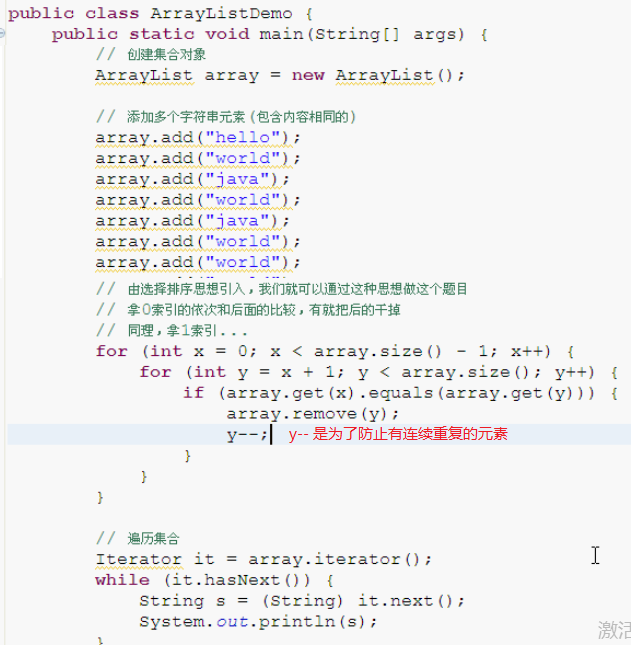 public class ArrayListDemo {
public static void main(String[] args) {
// 创建集合对象
ArrayList array = new ArrayList();
// 添加多个字符串元素(包含内容相同的)
array.add("hello");
array.add("world");
array.add("java");
array.add("world");
array.add("java");
array.add("world");
array.add("world");
// 由选择排序思想引入，我们就可以通过这种思想做这个题目
// 拿0索引的依次和后面的比较，有就把后的干掉
// 同理，拿1索引...
for (int x = 0; x < array.size() - 1; x++) {
for (int y = x + 1; y < array.size(); y++) {
if (array.get(x).equals(array.get(y))) {
array.remove(y);
y--; y-- 是为了防止有连续重复的元素
}
}
}
// 遍历集合
Iterator it = array.iterator();
while (it.hasNext()) {
String s = (String) it.next();
System.out.println(s);
}
激活